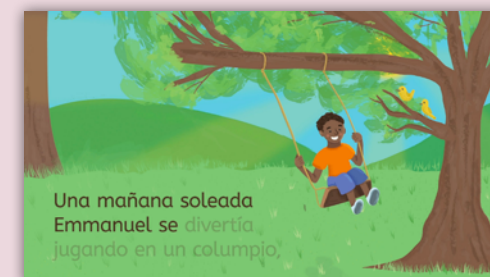 Una mañana soleada
Emmanuel se divertía
jugando en un columpio,